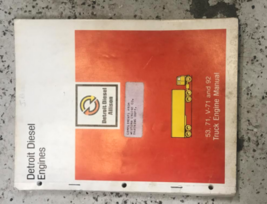 Detroit Diesel
Engines
Detroit Diesel
Allison
53, 71, V-71 and 92
Truck Engine Manual